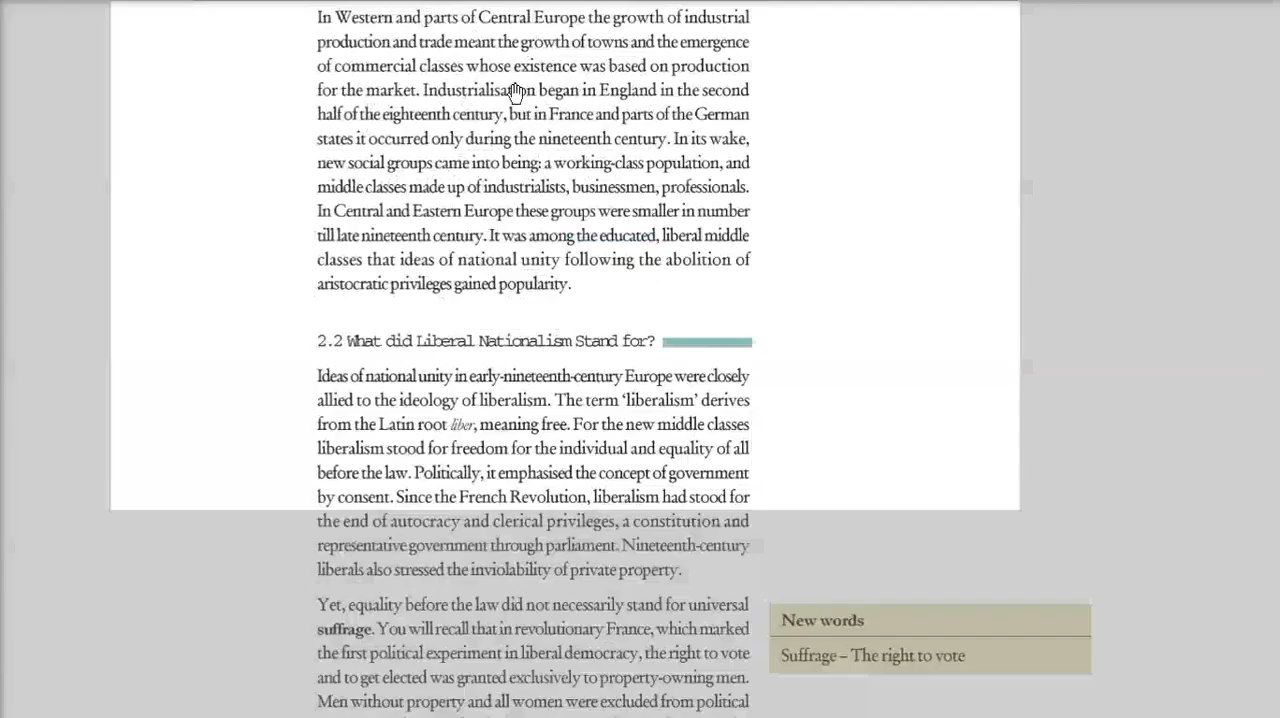 In Western and parts of Central Europe the growth of industrial
production and trade meant the growth of towns and the emergence
of commercial classes whose existence was based on production
for the market. Industrialisation began in England in the second
half of the eighteenth century, but in France and parts of the German
states it occurred only during the nineteenth century. In its wake,
new social groups came into being: a working-class population, and
middle classes made up of industrialists, businessmen, professionals.
In Central and Eastern Europe these groups were smaller in number
till late nineteenth century. It was among the educated, liberal middle
classes that ideas of national unity following the abolition of
aristocratic privileges gained popularity.
2.2 What did Liberal Nationalism Stand for?
Ideas of national unity in early-nineteenth-century Europe were closely
allied to the ideology of liberalism. The term ‘liberalism’ derives
from the Latin root liber, meaning free. For the new middle classes
liberalism stood for freedom for the individual and equality of all
before the law. Politically, it emphasised the concept of government
by consent. Since the French Revolution, liberalism had stood for
the end of autocracy and clerical privileges, a constitution and
representative government through parliament. Nineteenth-century
liberals also stressed the inviolability of private property.
Yet, equality before the law did not necessarily stand for universal
suffrage. You will recall that in revolutionary France, which marked
the first political experiment in liberal democracy, the right to vote
and to get elected was granted exclusively to property-owning men.
Men without property and all women were excluded from political
New words
Suffrage – The right to vote